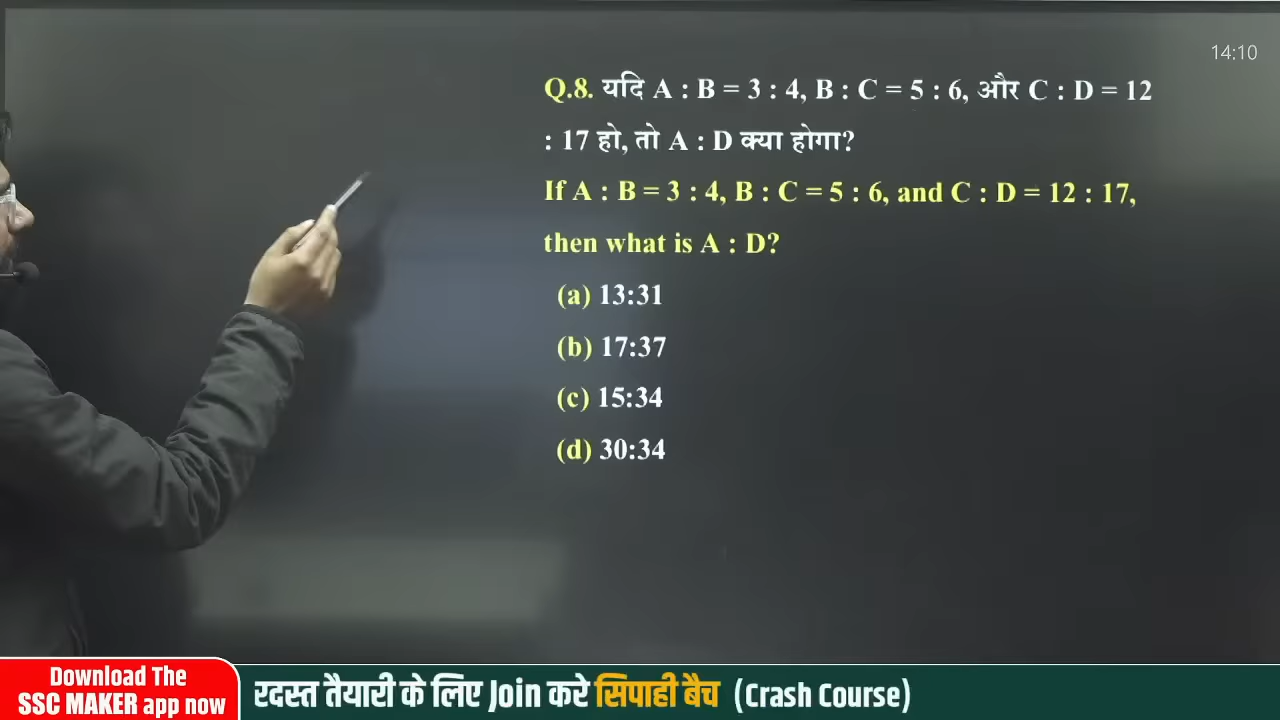 14:10
Q.8. यदि A : B = 3 : 4, B : C = 5 : 6, और C : D = 12
: 17 हो, तो A : D क्या होगा?
If A : B = 3 : 4, B : C = 5 : 6, and C : D = 12 : 17,
then what is A : D?
(a) 13:31
(b) 17:37
(c) 15:34
(d) 30:34
Download The
SSC MAKER app now
रदस्त तैयारी के लिए Join करे सिपाही बैच (Crash Course)